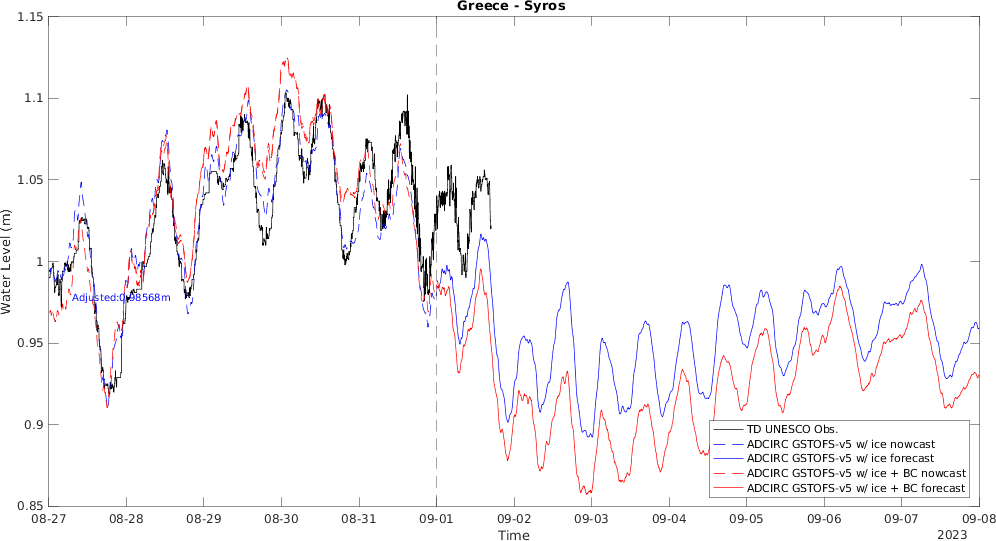 Greece - Syros
1.15
1.1
1.05
1
0.95
0.9
0.85
Water Level (m)
Adjusted:0.98568m
TD UNESCO Obs.
ADCIRC GSTOFS-v5 w/ ice nowcast
ADCIRC GSTOFS-v5 w/ ice forecast
ADCIRC GSTOFS-v5 w/ ice + BC nowcast
ADCIRC GSTOFS-v5 w/ ice + BC forecast
08-27 08-28 08-29 08-30 08-31 09-01 09-02 09-03 09-04 09-05 09-06 09-07 09-08
Time
2023